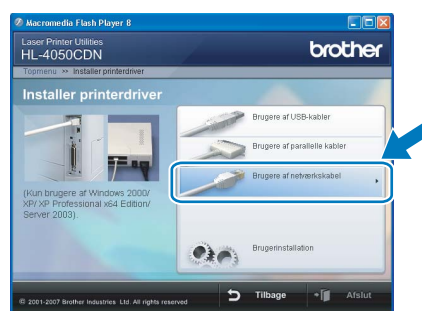 Macromedia Flash Player 8
Laser Printer Utilities
HL-4050CDN
brother
Topmenu >> Installer printerdriver
Installer printerdriver
Brugere af USB-kabler
Brugere af parallelle kabler
Brugere af netværkskabel
(Kun brugere af Windows 2000/
XP/ XP Professional x64 Edition/
Server 2003).
Brugerinstallation
© 2001-2007 Brother Industries Ltd. All rights reserved
Tilbage
Afslut